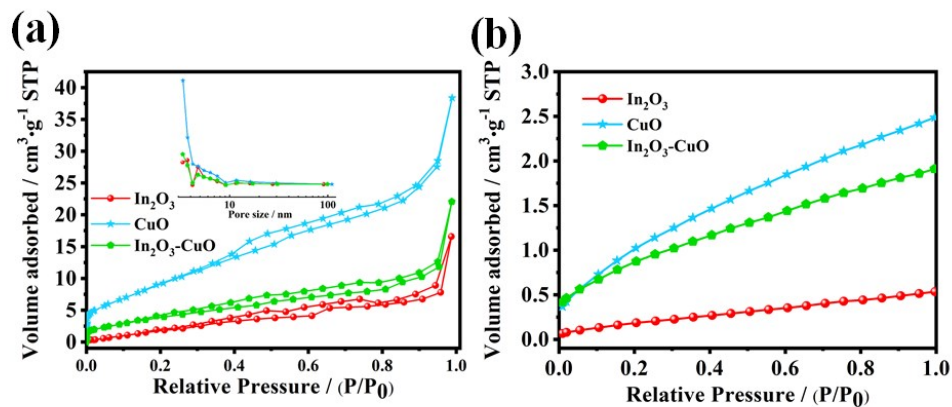 (a)
Volume adsorbed / cm³·g⁻¹ STP
40
35
30
25
20
15
10
5
0
10
100
Pore size / nm
In₂O₃
CuO
In₂O₃-CuO
0.0 0.2 0.4 0.6 0.8 1.0
Relative Pressure / (P/P₀)
(b)
Volume adsorbed / cm³·g⁻¹ STP
3.0
2.5
2.0
1.5
1.0
0.5
0.0
In₂O₃
CuO
In₂O₃-CuO
0.0 0.2 0.4 0.6 0.8 1.0
Relative Pressure / (P/P₀)